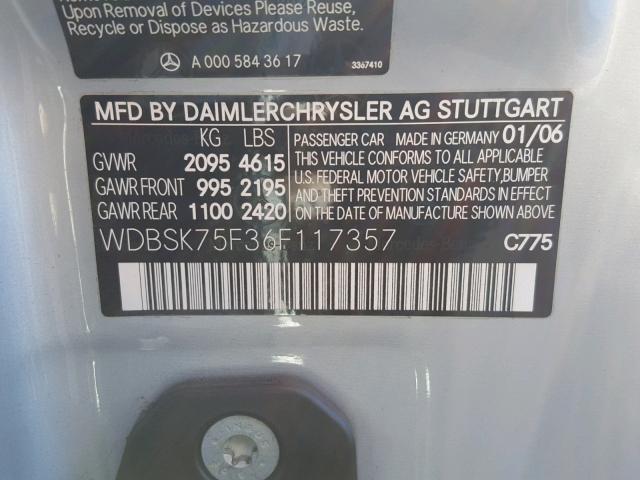 Upon Removal of Devices Please Reuse,
Recycle or Dispose as Hazardous Waste.
A 000 584 36 17
3367410
MFD BY DAIMLERCHRYSLER AG STUTTGART
KG LBS
PASSENGER CAR MADE IN GERMANY 01/06
GVWR 2095 4615
THIS VEHICLE CONFORMS TO ALL APPLICABLE
U.S. FEDERAL MOTOR VEHICLE SAFETY, BUMPER
GAWR FRONT 995 2195
AND THEFT PREVENTION STANDARDS IN EFFECT
GAWR REAR 1100 2420
ON THE DATE OF MANUFACTURE SHOWN ABOVE
WDBSK75F36F117357
C775